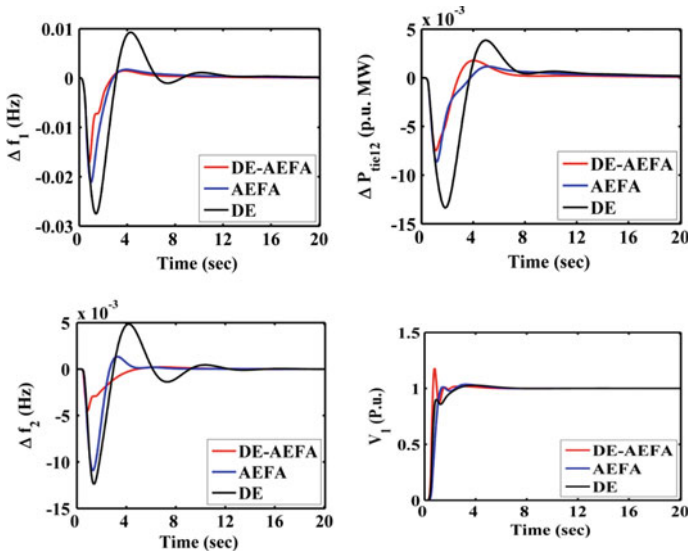 0.01
0
-0.01
-0.02
-0.03
Δ f1 (Hz)
DE-AEFA
AEFA
DE
0 4 8 12 16 20
Time (sec)
x 10-3
5
0
-5
-10
-15
Δ Ptie12 (p.u. MW)
DE-AEFA
AEFA
DE
0 4 8 12 16 20
Time (sec)
x 10-3
5
0
-5
-10
-15
Δ f2 (Hz)
DE-AEFA
AEFA
DE
0 4 8 12 16 20
Time (sec)
1.5
1
0.5
0
V1 (P.u.)
DE-AEFA
AEFA
DE
0 4 8 12 16 20
Time (sec)